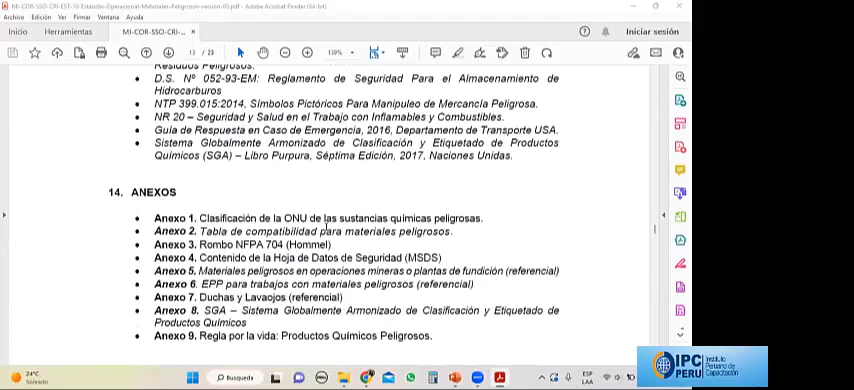 MI-COR-SSO-CRI-EST-10-Estándar-Operacional-Materiales-Peligrosos-versión-03.pdf - Adobe Acrobat Reader (64-bit)
Archivo Edición Ver Firmar Ventana Ayuda
Inicio Herramientas MI-COR-SSO-CRI-... × Iniciar sesión
13 / 23 139%
Residuos Peligrosos.
• D.S. Nº 052-93-EM: Reglamento de Seguridad Para el Almacenamiento de
Hidrocarburos
• NTP 399.015:2014, Símbolos Pictóricos Para Manipuleo de Mercancía Peligrosa.
• NR 20 – Seguridad y Salud en el Trabajo con Inflamables y Combustibles.
• Guía de Respuesta en Caso de Emergencia, 2016, Departamento de Transporte USA.
• Sistema Globalmente Armonizado de Clasificación y Etiquetado de Productos
Químicos (SGA) – Libro Purpura, Séptima Edición, 2017, Naciones Unidas.
14. ANEXOS
• Anexo 1. Clasificación de la ONU de las sustancias químicas peligrosas.
• Anexo 2. Tabla de compatibilidad para materiales peligrosos.
• Anexo 3. Rombo NFPA 704 (Hommel)
• Anexo 4. Contenido de la Hoja de Datos de Seguridad (MSDS)
• Anexo 5. Materiales peligrosos en operaciones mineras o plantas de fundición (referencial)
• Anexo 6. EPP para trabajos con materiales peligrosos (referencial)
• Anexo 7. Duchas y Lavaojos (referencial)
• Anexo 8. SGA – Sistema Globalmente Armonizado de Clasificación y Etiquetado de
Productos Químicos
• Anexo 9. Regla por la vida: Productos Químicos Peligrosos.
24°C
Soleado
Búsqueda
ESP
LAA
IPC
PERU
Instituto
Peruano de
Capacitación